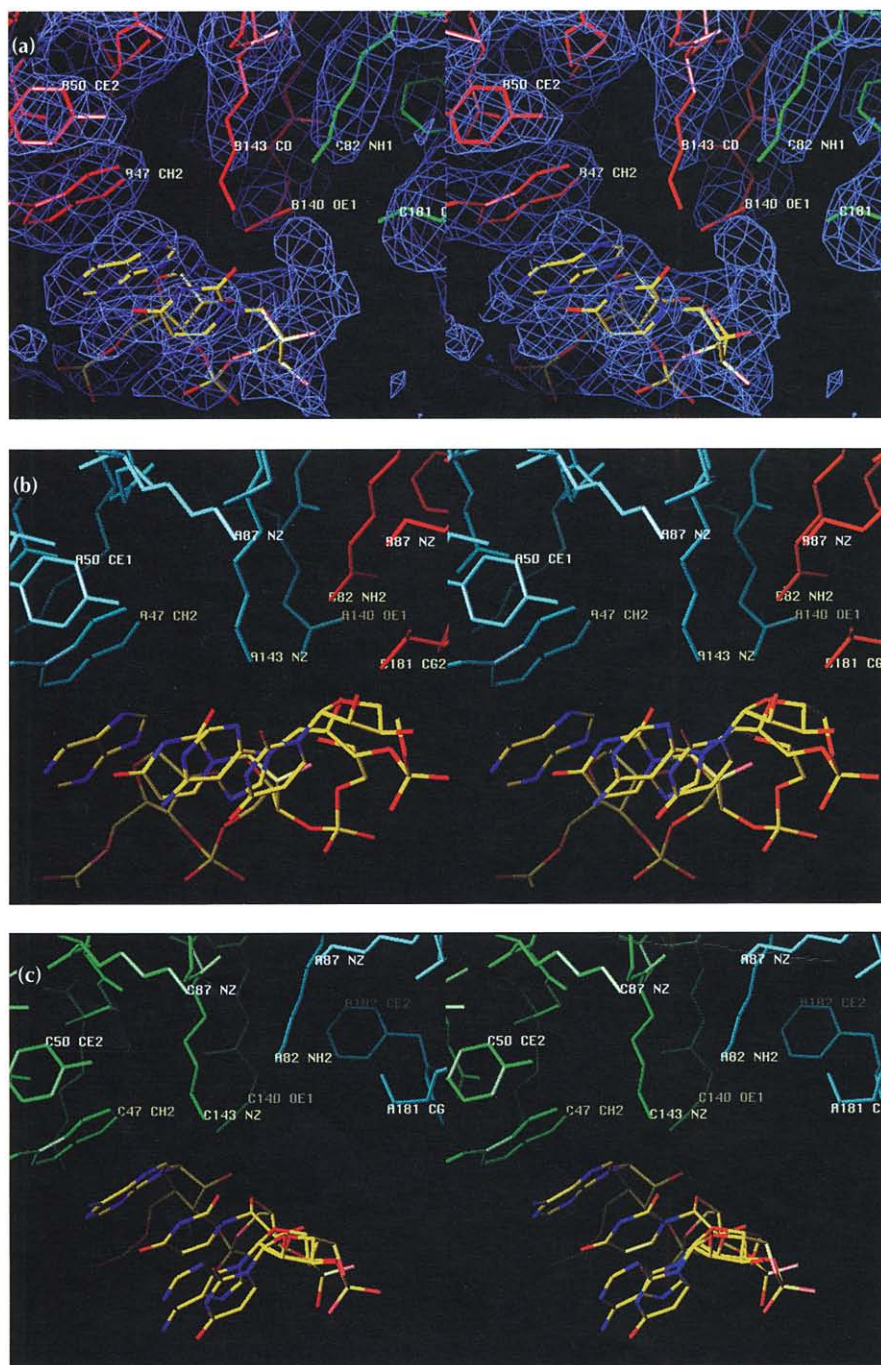 (a)
B50 CE2 B50 CE2
B143 CD C82 NH1 B143 CD C82 NH1
B47 CH2 B47 CH2
B140 OE1 C181 C B140 OE1 C181
(b)
A87 NZ B87 NZ A87 NZ B87 NZ
A50 CE1 A50 CE1
B82 NH2 B82 NH2
A47 CH2 A140 OE1 A47 CH2 A140 OE1
A143 NZ B181 CG2 A143 NZ B181 CG
(c)
A87 NZ A87 NZ
C87 NZ A182 CE2 C87 NZ A182 CE2
C50 CE2 A82 NH2 C50 CE2 A82 NH2
C140 OE1 C140 OE1
C47 CH2 C143 NZ A181 CG C47 CH2 C143 NZ A181 C